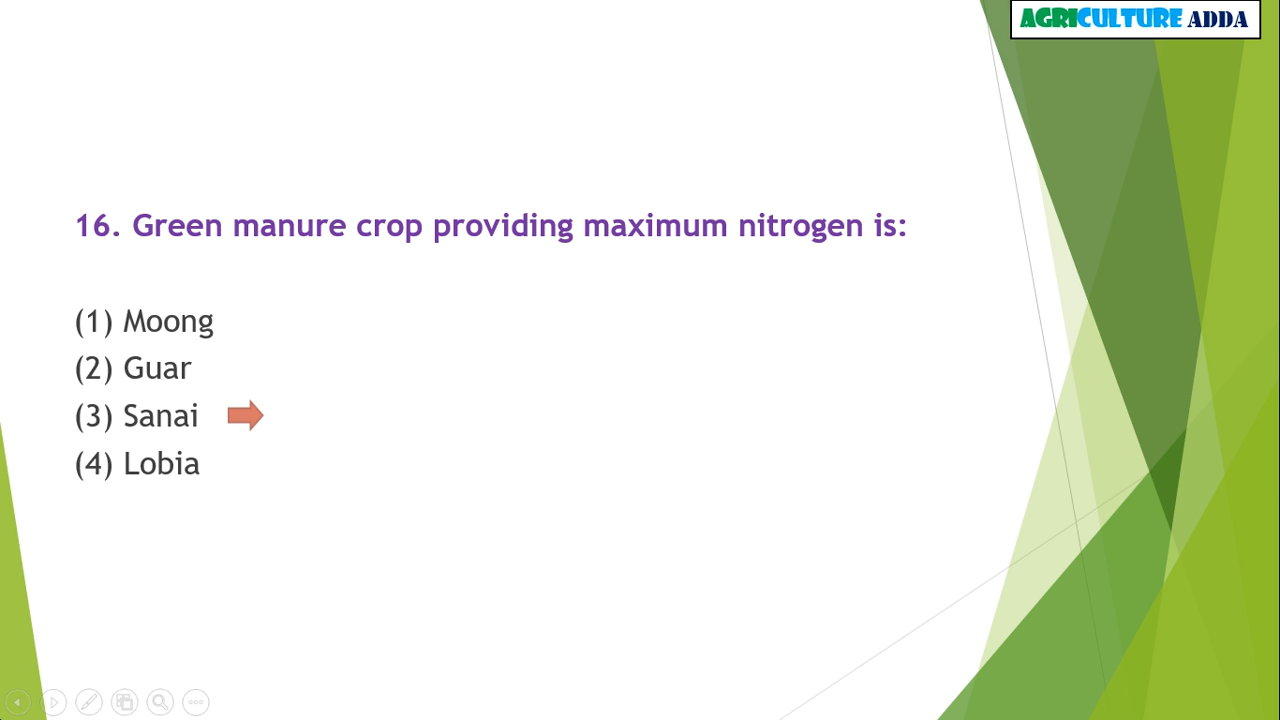 AGRICULTURE ADDA
16. Green manure crop providing maximum nitrogen is:
(1) Moong
(2) Guar
(3) Sanai
(4) Lobia